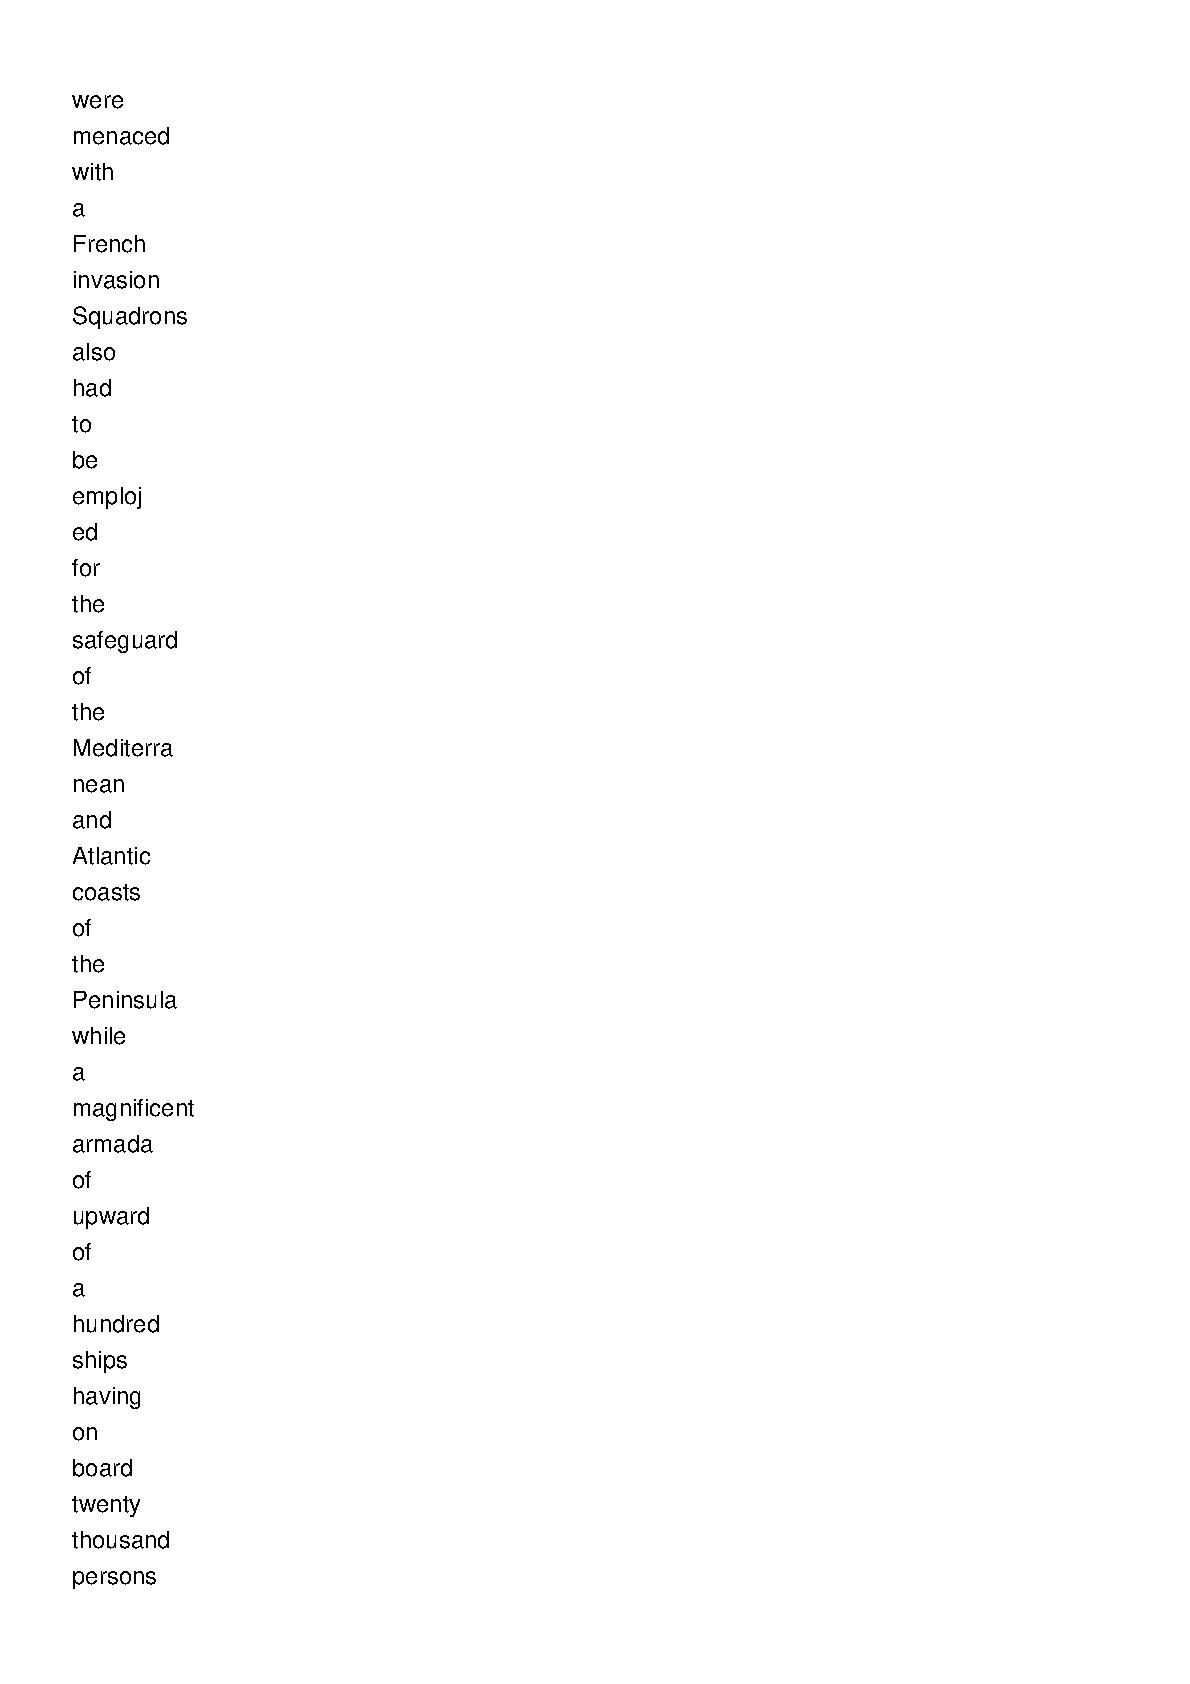 were
menaced
with
a
French
invasion
Squadrons
also
had
to
be
emploj
ed
for
the
safeguard
of
the
Mediterra
nean
and
Atlantic
coasts
of
the
Peninsula
while
a
magnificent
armada
of
upward
of
a
hundred
ships
having
on
board
twenty
thousand
persons